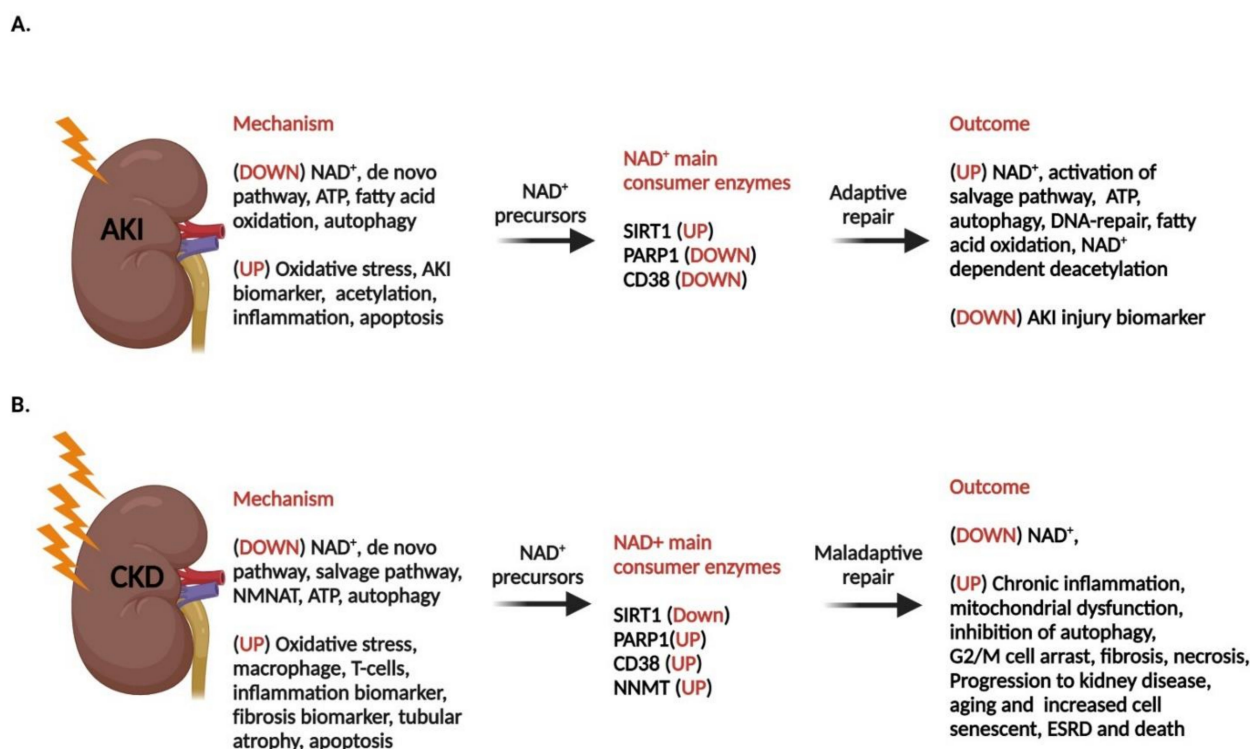 A.
AKI
Mechanism
(DOWN) NAD⁺, de novo
pathway, ATP, fatty acid
oxidation, autophagy
(UP) Oxidative stress, AKI
biomarker, acetylation,
inflammation, apoptosis
NAD⁺
precursors
NAD⁺ main
consumer enzymes
SIRT1 (UP)
PARP1 (DOWN)
CD38 (DOWN)
Adaptive
repair
Outcome
(UP) NAD⁺, activation of
salvage pathway, ATP,
autophagy, DNA-repair, fatty
acid oxidation, NAD⁺
dependent deacetylation
(DOWN) AKI injury biomarker
B.
CKD
Mechanism
(DOWN) NAD⁺, de novo
pathway, salvage pathway,
NMNAT, ATP, autophagy
(UP) Oxidative stress,
macrophage, T-cells,
inflammation biomarker,
fibrosis biomarker, tubular
atrophy, apoptosis
NAD⁺
precursors
NAD+ main
consumer enzymes
SIRT1 (Down)
PARP1(UP)
CD38 (UP)
NNMT (UP)
Maladaptive
repair
Outcome
(DOWN) NAD⁺,
(UP) Chronic inflammation,
mitochondrial dysfunction,
inhibition of autophagy,
G2/M cell arrast, fibrosis, necrosis,
Progression to kidney disease,
aging and increased cell
senescent, ESRD and death